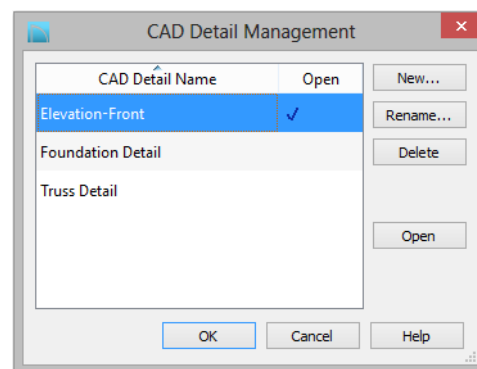 CAD Detail Management
CAD Detail Name Open
Elevation-Front
Foundation Detail
Truss Detail
New...
Rename...
Delete
Open
OK Cancel Help